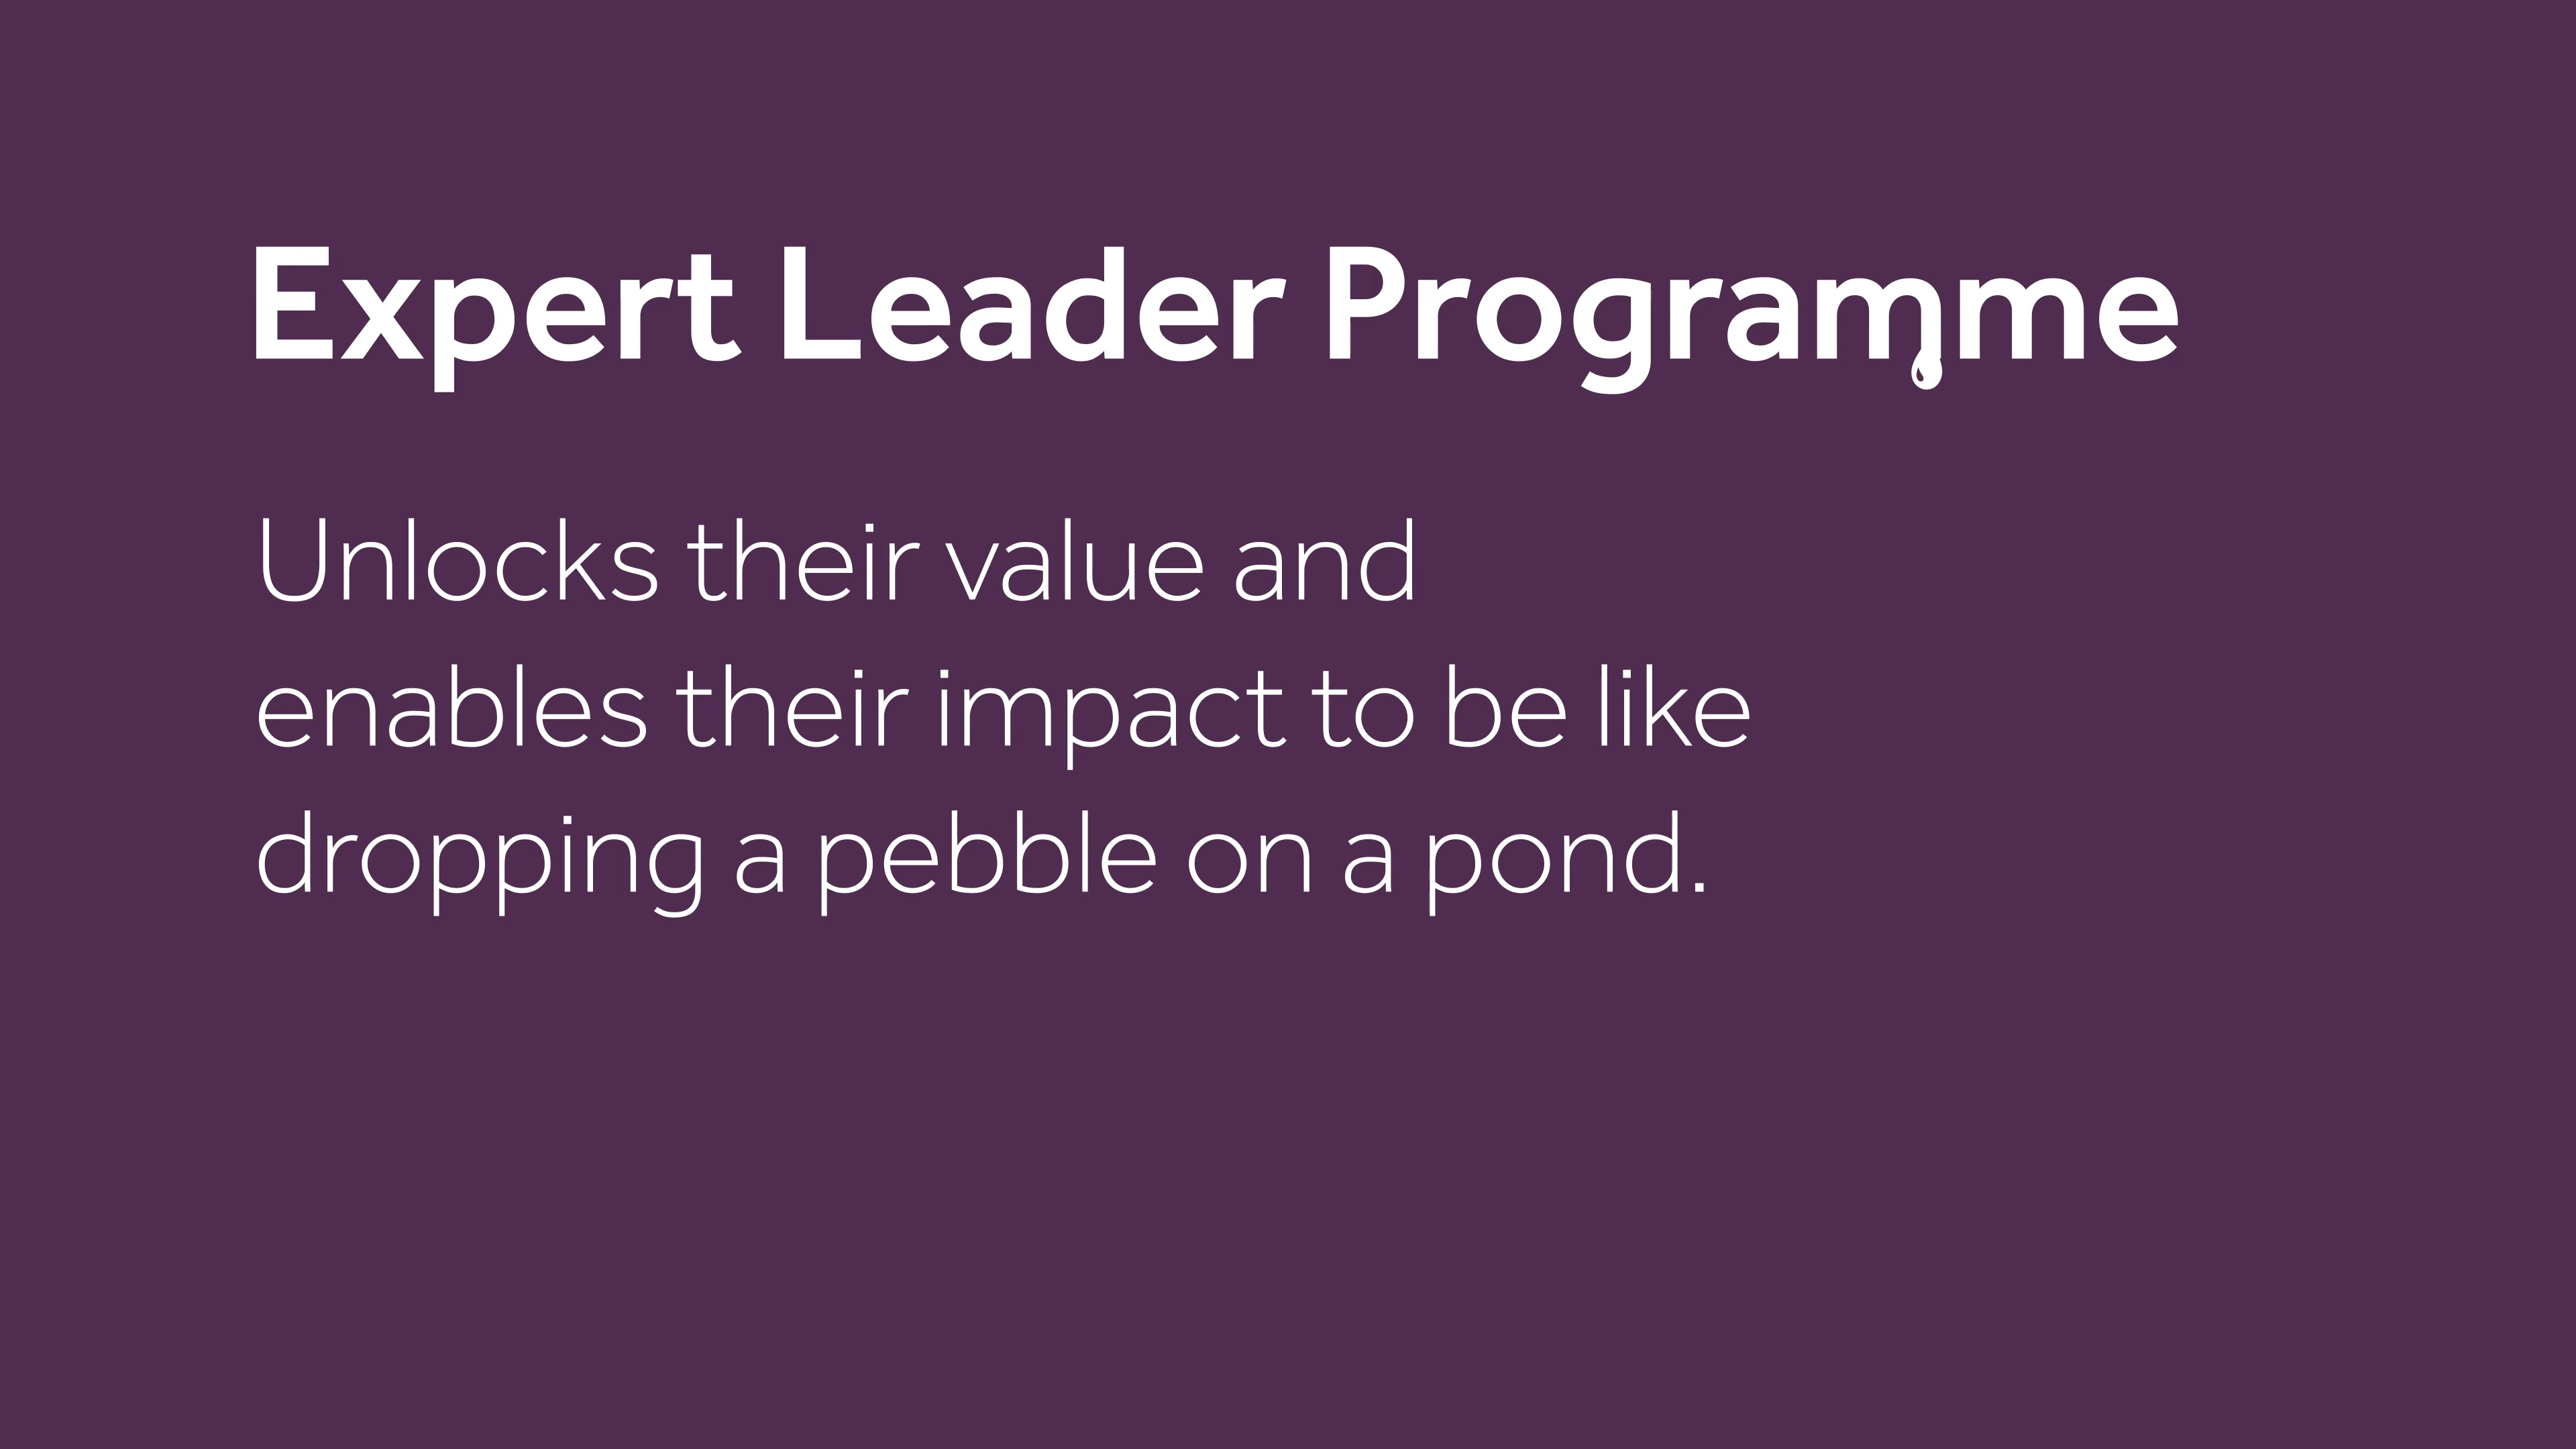 Expert Leader Programme
Unlocks their value and
enables their impact to be like
dropping a pebble on a pond.